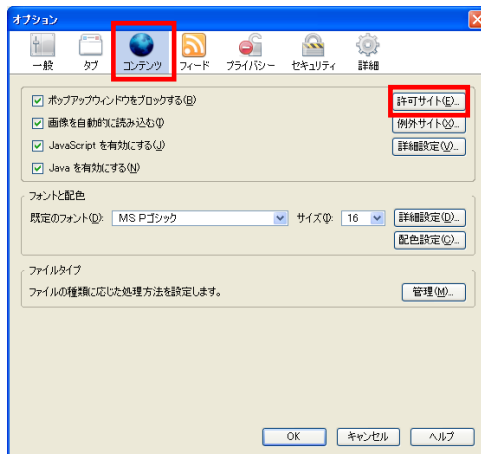 オプション
一般 タブ コンテンツ フィード プライバシー セキュリティ 詳細
ポップアップウィンドウをブロックする(B) 許可サイト(E)...
画像を自動的に読み込む(I) 例外サイト(X)...
JavaScript を有効にする(J) 詳細設定(V)...
Java を有効にする(N)
フォントと配色
既定のフォント(D): MS Pゴシック サイズ(I): 16 詳細設定(D)...
配色設定(C)...
ファイルタイプ
ファイルの種類に応じた処理方法を設定します。 管理(M)...
OK キャンセル ヘルプ